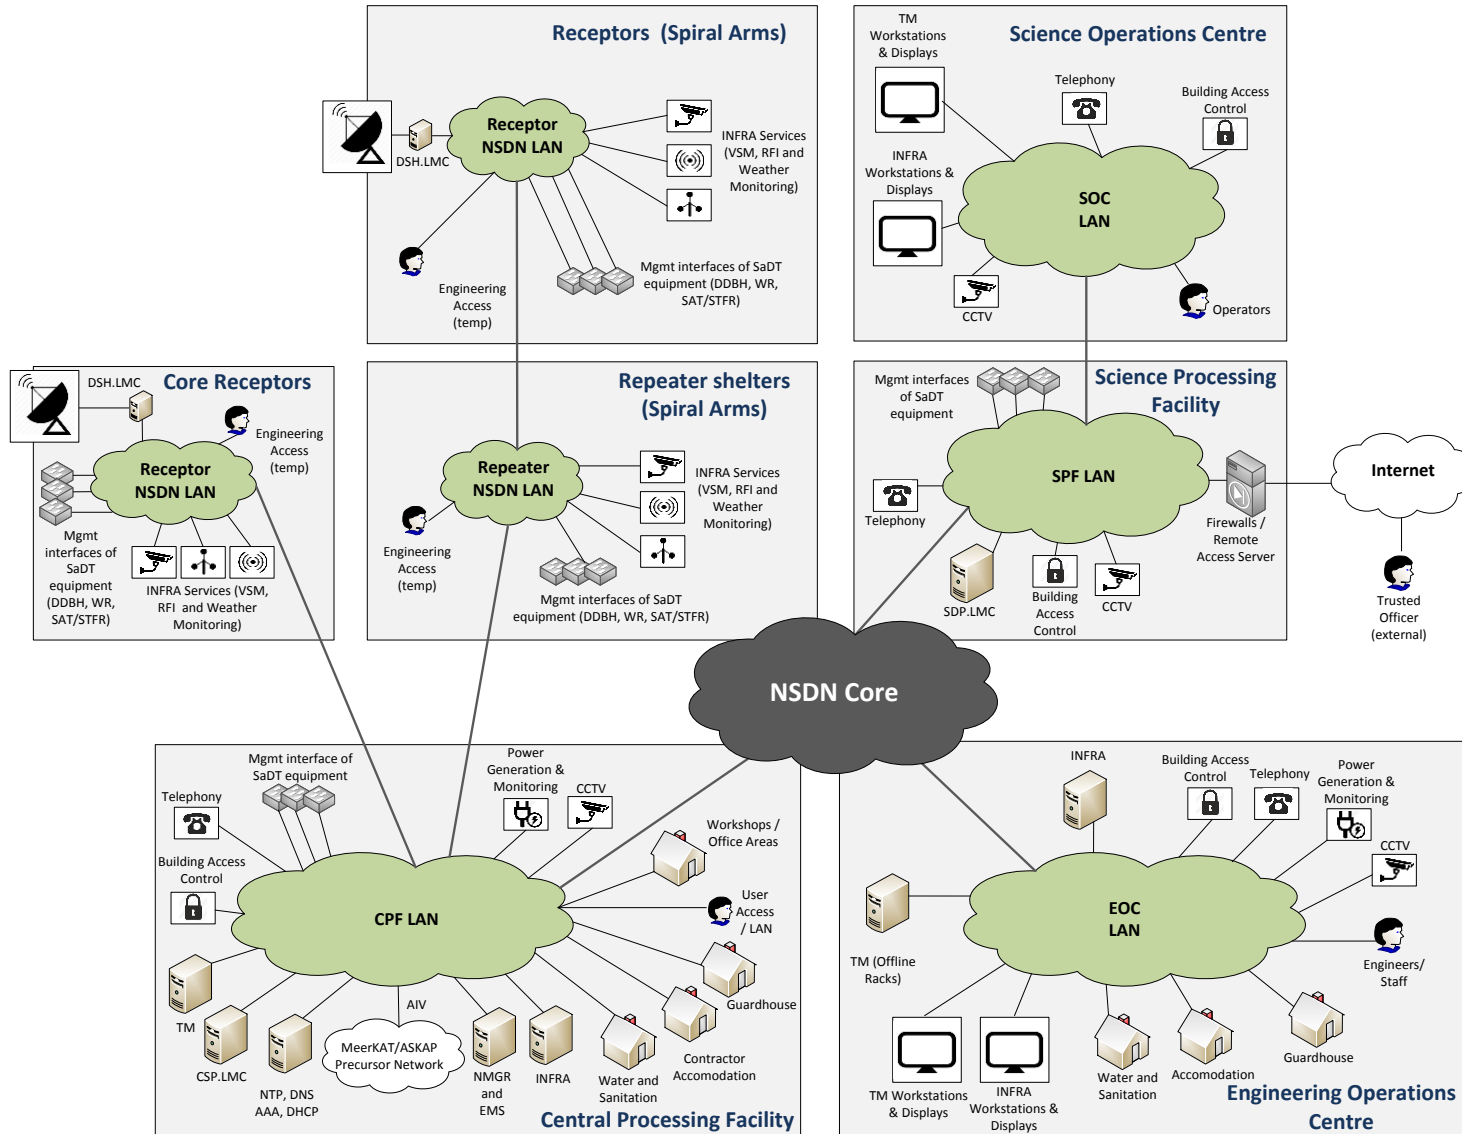 Receptors (Spiral Arms)
Receptor
NSDN LAN
DSH.LMC
INFRA Services
(VSM, RFI and
Weather
Monitoring)
Engineering
Access
(temp)
Mgmt interfaces of SaDT
equipment (DDBH, WR,
SAT/STFR)
Science Operations Centre
TM
Workstations
& Displays
Telephony
Building Access
Control
INFRA
Workstations &
Displays
SOC
LAN
CCTV
Operators
Core Receptors
DSH.LMC
Engineering
Access
(temp)
Receptor
NSDN LAN
Mgmt
interfaces of
SaDT
equipment
(DDBH, WR,
SAT/STFR)
INFRA Services (VSM,
RFI and Weather
Monitoring)
Repeater shelters
(Spiral Arms)
Repeater
NSDN LAN
INFRA Services
(VSM, RFI and
Weather
Monitoring)
Engineering
Access
(temp)
Mgmt interfaces of SaDT
equipment (DDBH, WR, SAT/STFR)
Science Processing
Facility
Mgmt interfaces
of SaDT
equipment
SPF LAN
Telephony
SDP.LMC
Building
Access
Control
CCTV
Firewalls /
Remote
Access Server
Internet
Trusted
Officer
(external)
NSDN Core
Mgmt interface of
SaDT equipment
Telephony
Building Access
Control
Power
Generation &
Monitoring
CCTV
Workshops /
Office Areas
User
Access
/ LAN
CPF LAN
Guardhouse
TM
CSP.LMC
NTP, DNS
AAA, DHCP
AIV
MeerKAT/ASKAP
Precursor Network
NMGR
and
EMS
INFRA
Water and
Sanitation
Contractor
Accomodation
Central Processing Facility
INFRA
Building Access
Control
Telephony
Power
Generation &
Monitoring
CCTV
EOC
LAN
TM (Offline
Racks)
Engineers/
Staff
TM Workstations
& Displays
INFRA
Workstations &
Displays
Water and
Sanitation
Accomodation
Guardhouse
Engineering Operations
Centre